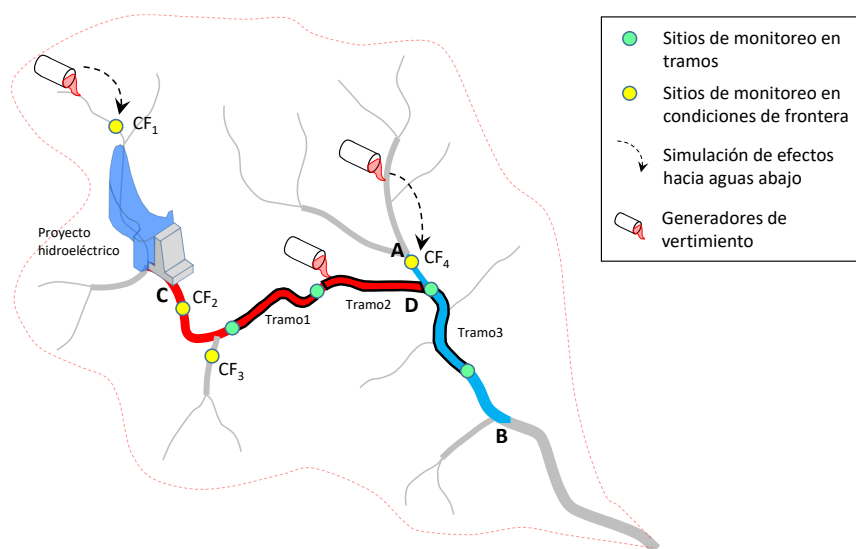 Sitios de monitoreo en
tramos
Sitios de monitoreo en
condiciones de frontera
Simulación de efectos
hacia aguas abajo
Generadores de
vertimiento
CF1
Proyecto
hidroeléctrico
A
CF4
C
CF2
D
Tramo1
Tramo2
Tramo3
CF3
B